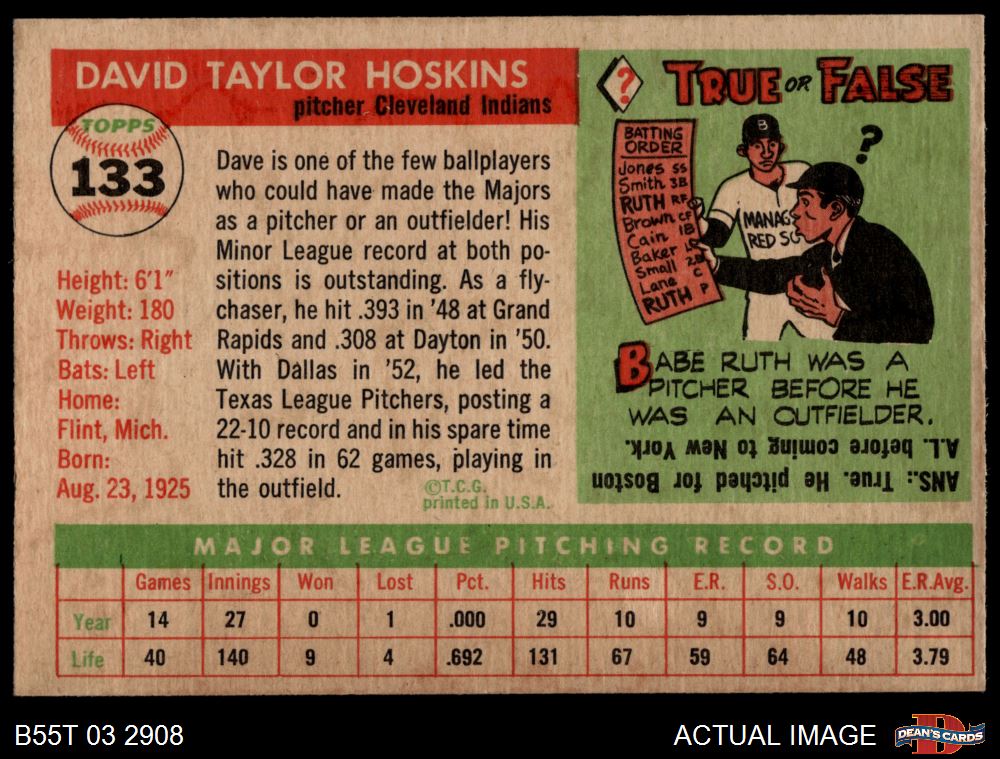 DAVID TAYLOR HOSKINS
pitcher Cleveland Indians
TOPPS
133
Height: 6'1"
Weight: 180
Throws: Right
Bats: Left
Home:
Flint, Mich.
Born:
Aug. 23, 1925
Dave is one of the few ballplayers
who could have made the Majors
as a pitcher or an outfielder! His
Minor League record at both po-
sitions is outstanding. As a fly-
chaser, he hit .393 in '48 at Grand
Rapids and .308 at Dayton in '50.
With Dallas in '52, he led the
Texas League Pitchers, posting a
22-10 record and in his spare time
hit .328 in 62 games, playing in
the outfield.
©T.C.G.
printed in U.S.A.
?
TRUE OR FALSE
BATTING
ORDER
Jones SS
Smith 3B
RUTH RF
Brown CF
Cain 1B
Baker
Small 2B
Lane C
RUTH P
B
?
MANAG
RED SO
BABE RUTH WAS A
PITCHER BEFORE HE
WAS AN OUTFIELDER.
ANS.: True. He pitched for Boston
A.L. before coming to New York.
MAJOR LEAGUE PITCHING RECORD
Games Innings Won Lost Pct. Hits Runs E.R. S.O. Walks E.R.Avg.
Year 14 27 0 1 .000 29 10 9 9 10 3.00
Life 40 140 9 4 .692 131 67 59 64 48 3.79
B55T 03 2908
ACTUAL IMAGE
D
DEAN'S CARDS